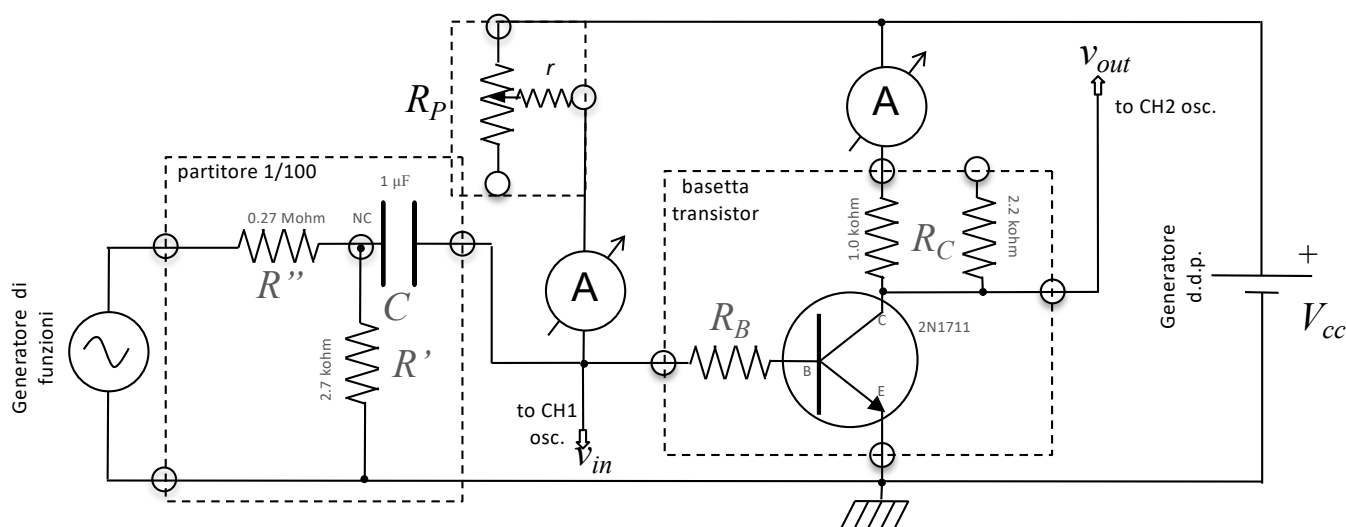 Generatore di
funzioni
partitore 1/100
0.27 Mohm
R’’
NC
1 μF
C
2.7 kohm
R’
R_P
r
A
A
to CH1
osc.
v_in
basetta
transistor
R_B
1.0 kohm
R_C
2.2 kohm
B
C
E
2N1711
v_out
to CH2 osc.
Generatore
d.d.p.
+
V_cc